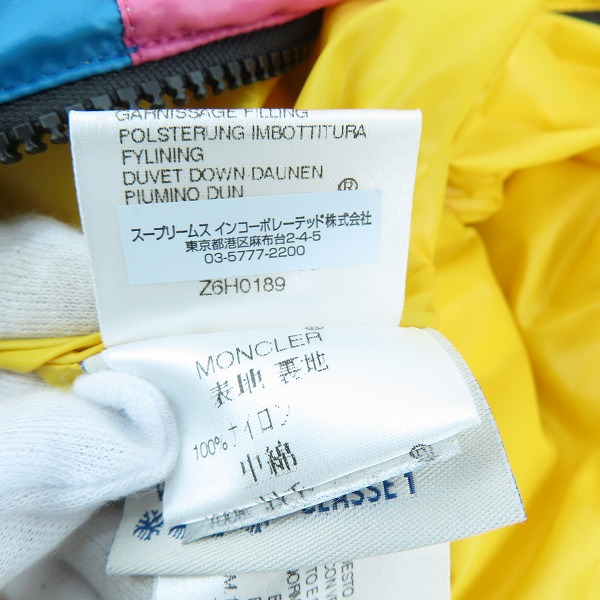 GARNISSAGE FILLING
POLSTERUNG IMBOTTITURA
FYLINING
DUVET DOWN DAUNEN
PIUMINO DUN ®
スープリームス インコーポレーテッド株式会社
東京都港区麻布台2-4-5
03-5777-2200
Z6H0189
MONCLER®
表地 裏地
100%ナイロン
中綿
®
100%
CLASSE 1